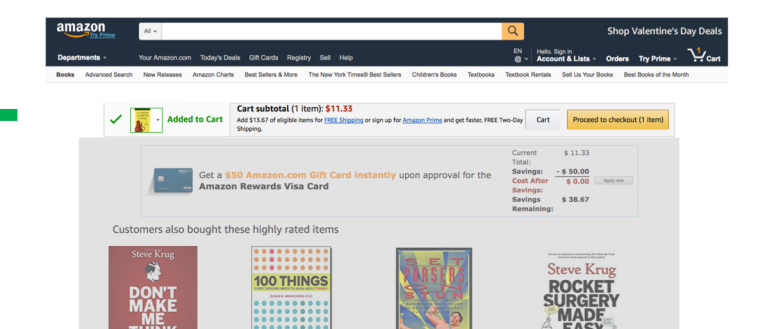 amazon
Try Prime
All
Shop Valentine's Day Deals
Departments
Your Amazon.com Today's Deals Gift Cards Registry Sell Help
EN
Hello. Sign in
Account & Lists
Orders
Try Prime
1
Cart
Books Advanced Search New Releases Amazon Charts Best Sellers & More The New York Times® Best Sellers Children's Books Textbooks Textbook Rentals Sell Us Your Books Best Books of the Month
Added to Cart
Cart subtotal (1 item): $11.33
Add $13.67 of eligible items for FREE Shipping or sign up for Amazon Prime and get faster, FREE Two-Day
Shipping.
Cart
Proceed to checkout (1 item)
Get a $50 Amazon.com Gift Card instantly upon approval for the
Amazon Rewards Visa Card
Current Total: $ 11.33
Savings: - $ 50.00
Cost After Savings: $ 0.00
Savings Remaining: $ 38.67
Apply now
Customers also bought these highly rated items
Steve Krug
DON'T
MAKE
ME
THINK
100 THINGS
SET
PHASERS
ON
STUN
Steve Krug
ROCKET
SURGERY
MADE
EASY